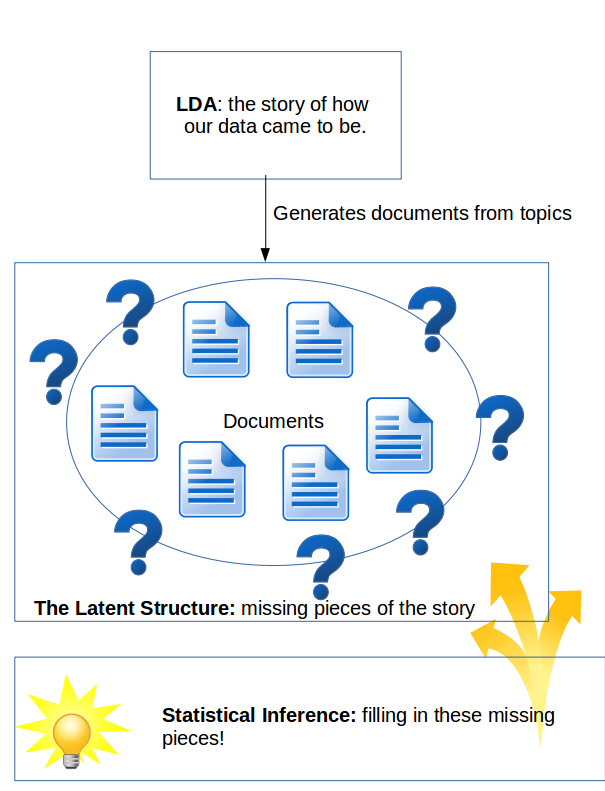 LDA: the story of how
our data came to be.
Generates documents from topics
Documents
The Latent Structure: missing pieces of the story
Statistical Inference: filling in these missing
pieces!